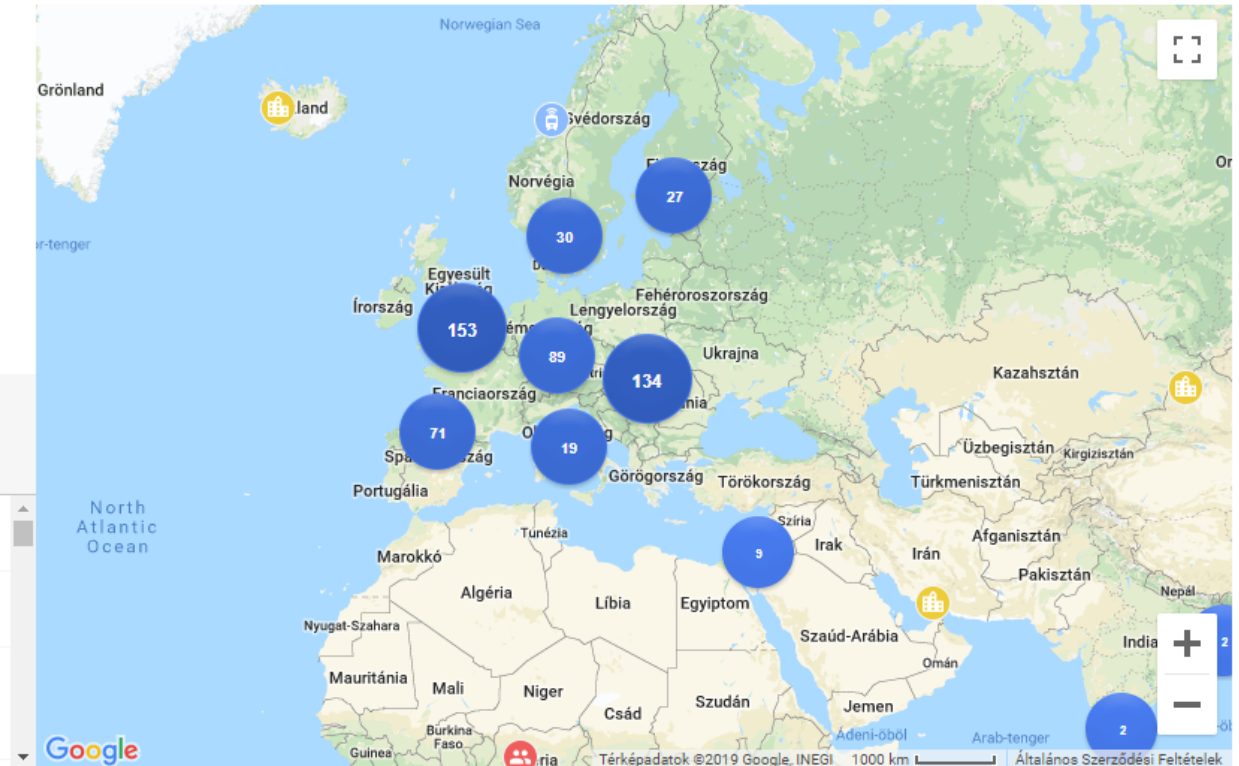 Norwegian Sea
Grönland
land
Svédország
Norvégia
27
30
Egyesült
Írország
Fehéroroszország
Lengyelország
153
89
Ukrajna
134
Kazahsztán
Franciaország
71
19
Görögország
Törökország
Üzbegisztán
Kirgizisztán
Türkmenisztán
Portugália
North
Atlantic
Ocean
Tunézia
Szíria
Marokkó
9
Irak
Irán
Afganisztán
Pakisztán
Algéria
Líbia
Egyiptom
Nepál
Nyugat-Szahara
Szaúd-Arábia
India
2
Omán
Mauritánia
Mali
Niger
Csád
Szudán
Jemen
Burkina
Faso
Ádeni-öböl
Arab-tenger
2
Guinea
Google
Térképadatok ©2019 Google, INEGI
1000 km
Általános Szerződési Feltételek